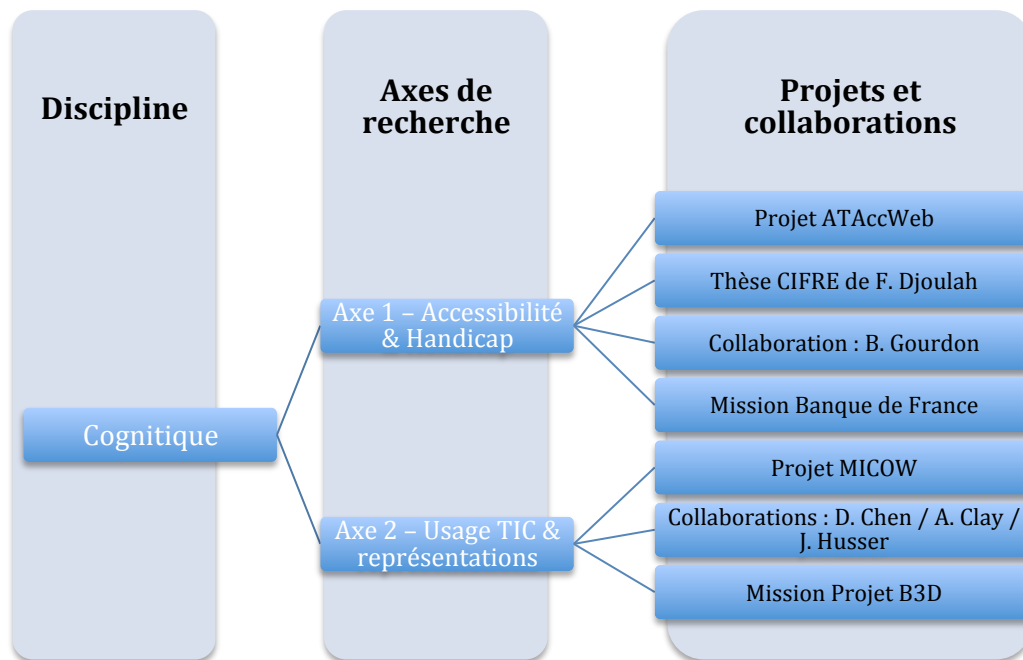 Discipline
Axes de
recherche
Projets et
collaborations
Cognitique
Axe 1 – Accessibilité
& Handicap
Projet ATAccWeb
Thèse CIFRE de F. Djoulah
Collaboration : B. Gourdon
Mission Banque de France
Axe 2 – Usage TIC &
représentations
Projet MICOW
Collaborations : D. Chen / A. Clay /
J. Husser
Mission Projet B3D